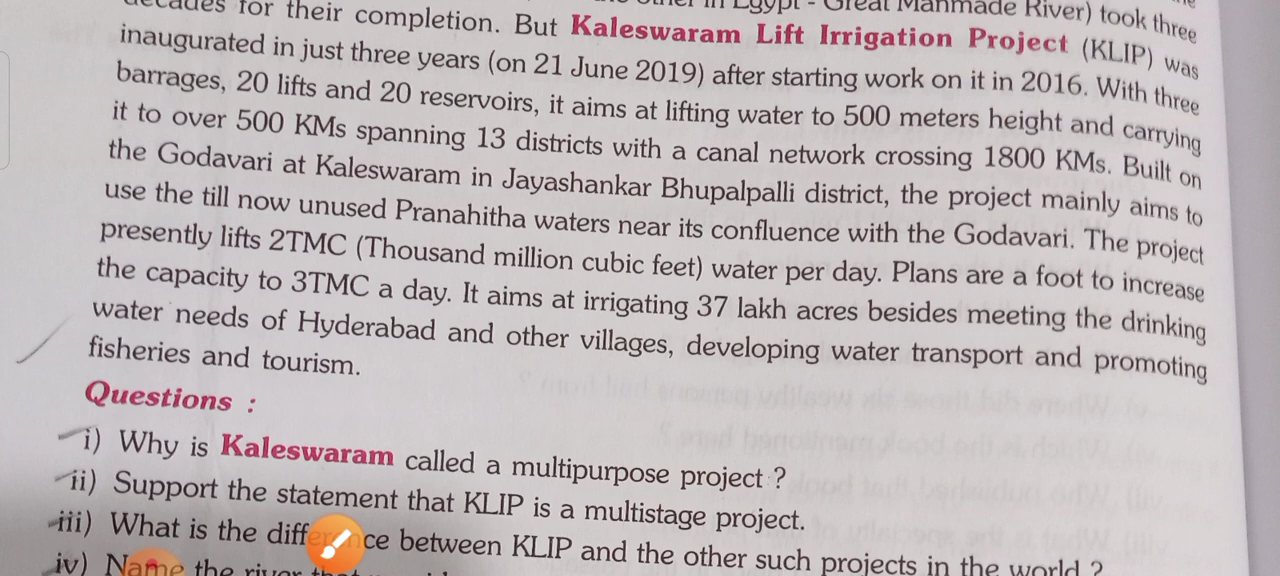 decades for their completion. But Kaleswaram Lift Irrigation Project (KLIP) was
in Egypt - Great Manmade River) took three
inaugurated in just three years (on 21 June 2019) after starting work on it in 2016. With three
barrages, 20 lifts and 20 reservoirs, it aims at lifting water to 500 meters height and carrying
it to over 500 KMs spanning 13 districts with a canal network crossing 1800 KMs. Built on
the Godavari at Kaleswaram in Jayashankar Bhupalpalli district, the project mainly aims to
use the till now unused Pranahitha waters near its confluence with the Godavari. The project
presently lifts 2TMC (Thousand million cubic feet) water per day. Plans are a foot to increase
the capacity to 3TMC a day. It aims at irrigating 37 lakh acres besides meeting the drinking
water needs of Hyderabad and other villages, developing water transport and promoting
fisheries and tourism.
Questions :
i) Why is Kaleswaram called a multipurpose project ?
ii) Support the statement that KLIP is a multistage project.
iii) What is the difference between KLIP and the other such projects in the world ?
iv) Name the river